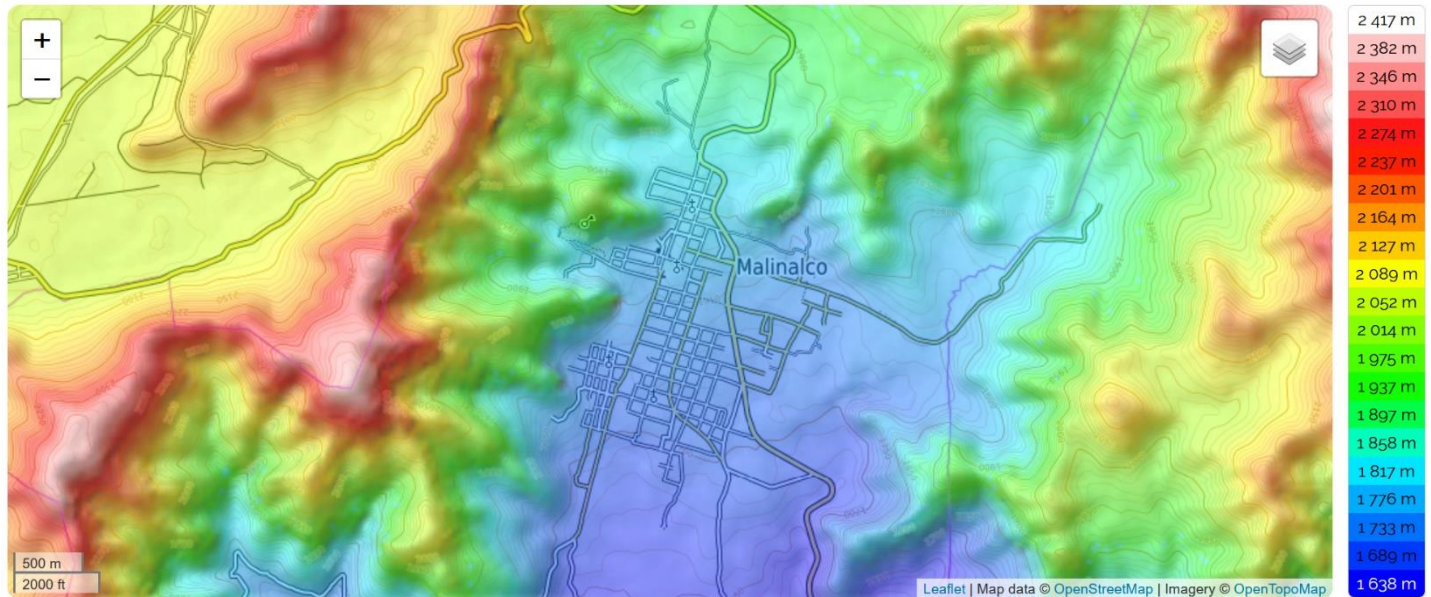 +
−
Malinalco
500 m
2000 ft
Leaflet | Map data © OpenStreetMap | Imagery © OpenTopoMap
2 417 m
2 382 m
2 346 m
2 310 m
2 274 m
2 237 m
2 201 m
2 164 m
2 127 m
2 089 m
2 052 m
2 014 m
1 975 m
1 937 m
1 897 m
1 858 m
1 817 m
1 776 m
1 733 m
1 689 m
1 638 m